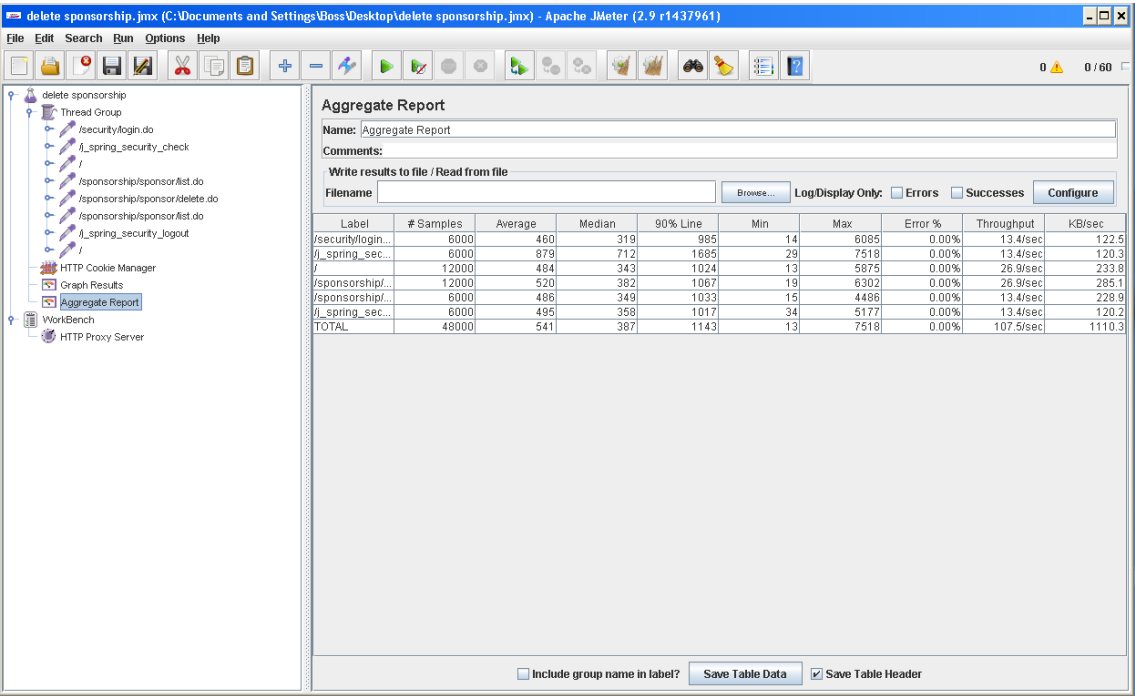 delete sponsorship.jmx (C:\Documents and Settings\Boss\Desktop\delete sponsorship.jmx) - Apache JMeter (2.9 r1437961)
File Edit Search Run Options Help
0 0 / 60
delete sponsorship
Thread Group
/security/login.do
/j_spring_security_check
/
/sponsorship/sponsor/list.do
/sponsorship/sponsor/delete.do
/sponsorship/sponsor/list.do
/j_spring_security_logout
/
HTTP Cookie Manager
Graph Results
Aggregate Report
WorkBench
HTTP Proxy Server
Aggregate Report
Name: Aggregate Report
Comments:
Write results to file / Read from file
Filename Browse... Log/Display Only: Errors Successes Configure
Label # Samples Average Median 90% Line Min Max Error % Throughput KB/sec
/security/login... 6000 460 319 985 14 6085 0.00% 13.4/sec 122.5
/j_spring_sec... 6000 879 712 1685 29 7518 0.00% 13.4/sec 120.3
/ 12000 484 343 1024 13 5875 0.00% 26.9/sec 233.8
/sponsorship/... 12000 520 382 1067 19 6302 0.00% 26.9/sec 285.1
/sponsorship/... 6000 486 349 1033 15 4486 0.00% 13.4/sec 228.9
/j_spring_sec... 6000 495 358 1017 34 5177 0.00% 13.4/sec 120.2
TOTAL 48000 541 387 1143 13 7518 0.00% 107.5/sec 1110.3
Include group name in label? Save Table Data Save Table Header